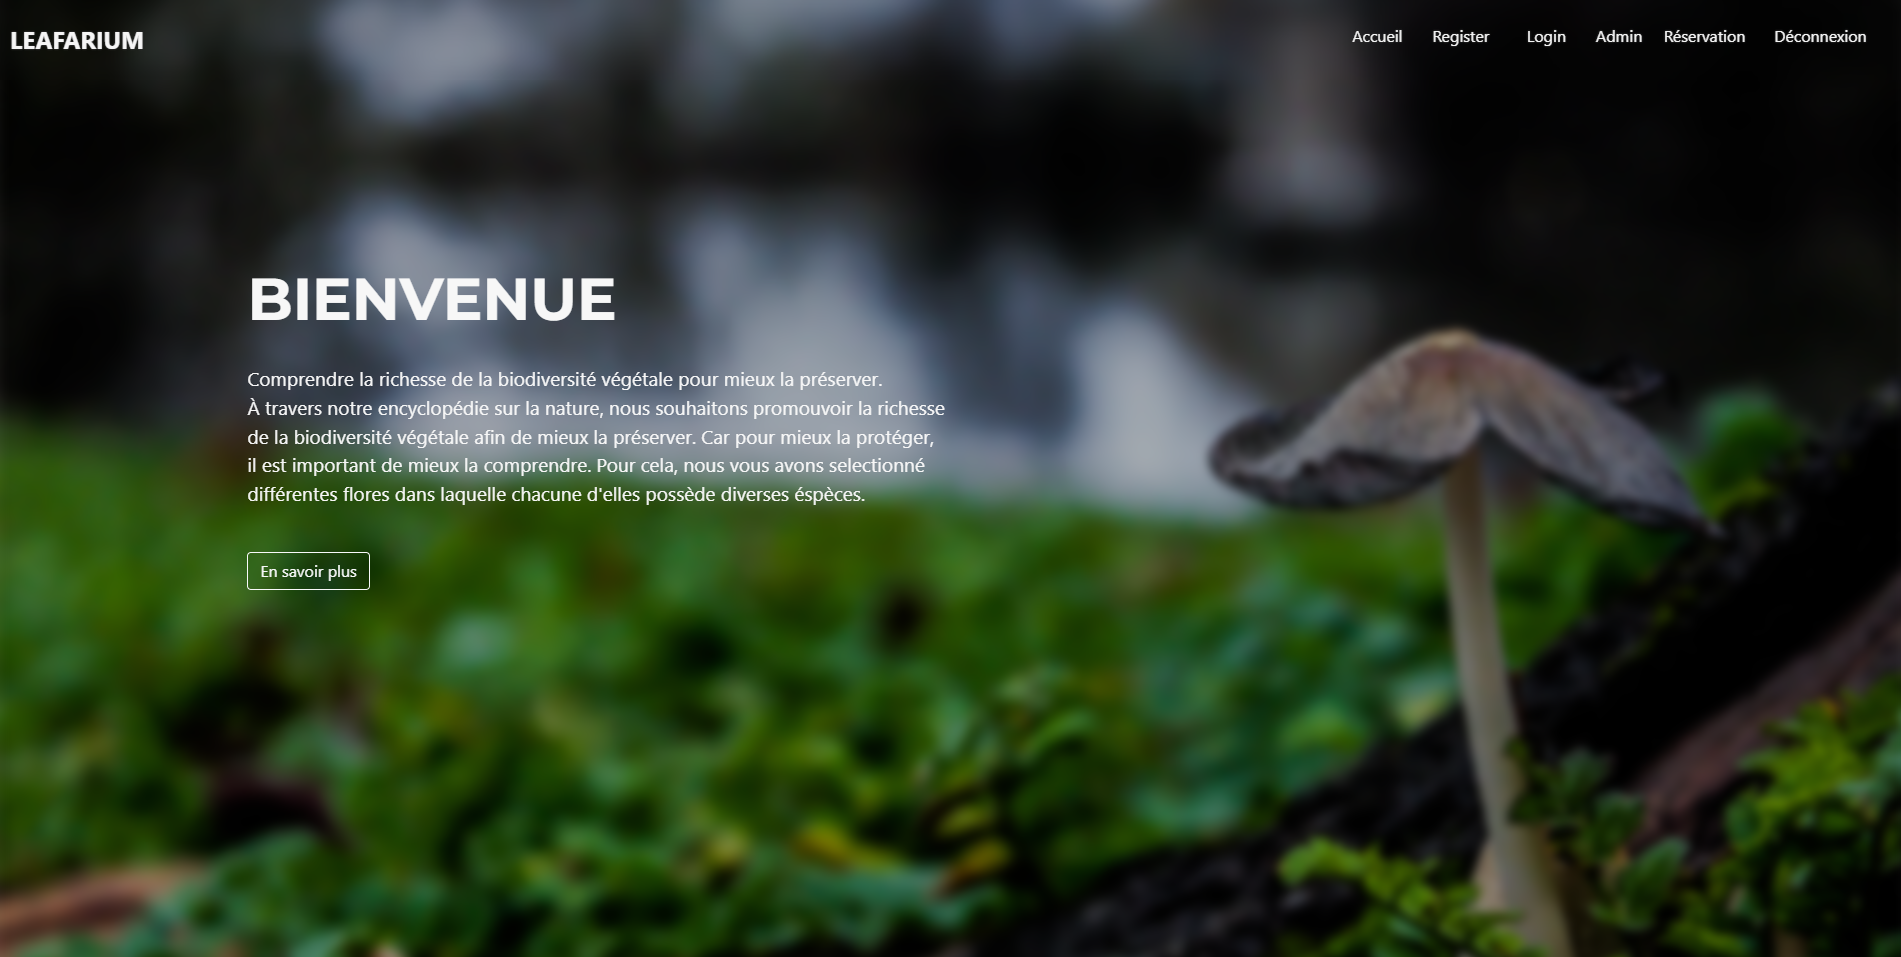 LEAFARIUM
Accueil Register Login Admin Réservation Déconnexion
BIENVENUE
Comprendre la richesse de la biodiversité végétale pour mieux la préserver.
À travers notre encyclopédie sur la nature, nous souhaitons promouvoir la richesse
de la biodiversité végétale afin de mieux la préserver. Car pour mieux la protéger,
il est important de mieux la comprendre. Pour cela, nous vous avons selectionné
différentes flores dans laquelle chacune d'elles possède diverses éspèces.
En savoir plus